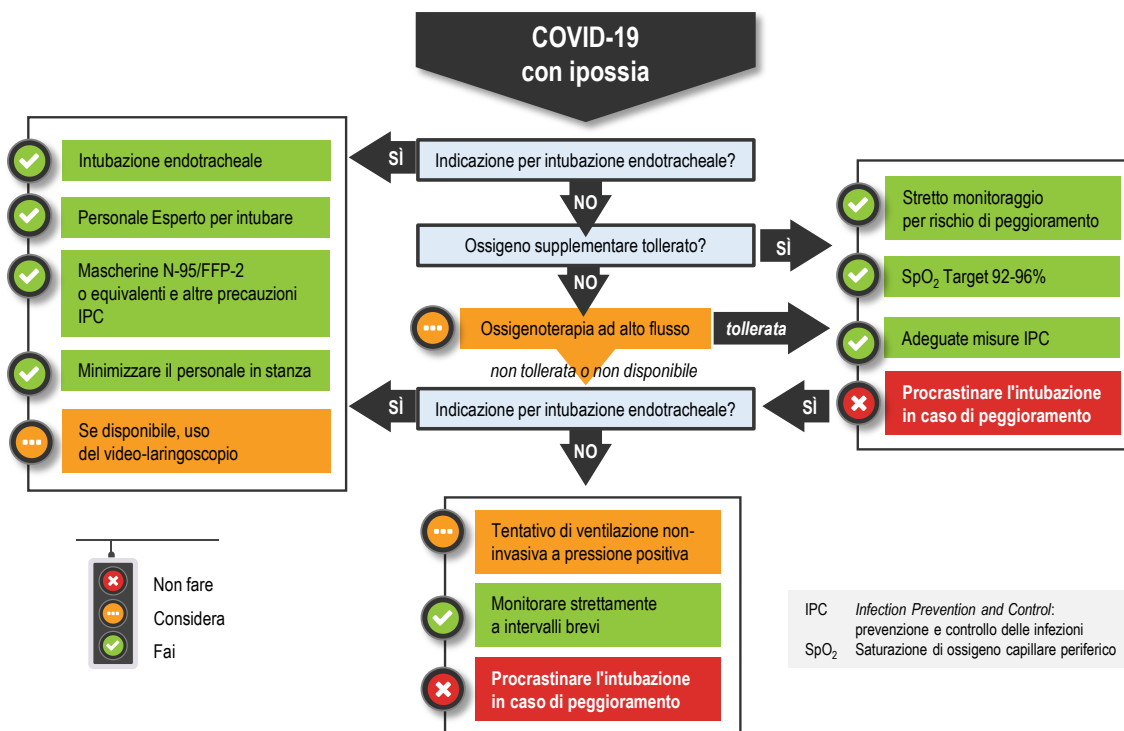 COVID-19
con ipossia
Indicazione per intubazione endotracheale?
SÌ
NO
Intubazione endotracheale
Personale Esperto per intubare
Mascherine N-95/FFP-2
o equivalenti e altre precauzioni
IPC
Minimizzare il personale in stanza
Se disponibile, uso
del video-laringoscopio
Ossigeno supplementare tollerato?
SÌ
NO
Stretto monitoraggio
per rischio di peggioramento
SpO₂ Target 92-96%
Adeguate misure IPC
Procrastinare l'intubazione
in caso di peggioramento
Ossigenoterapia ad alto flusso
tollerata
non tollerata o non disponibile
SÌ
Indicazione per intubazione endotracheale?
SÌ
NO
Tentativo di ventilazione non-
invasiva a pressione positiva
Monitorare strettamente
a intervalli brevi
Procrastinare l'intubazione
in caso di peggioramento
Non fare
Considera
Fai
IPC Infection Prevention and Control:
prevenzione e controllo delle infezioni
SpO₂ Saturazione di ossigeno capillare periferico